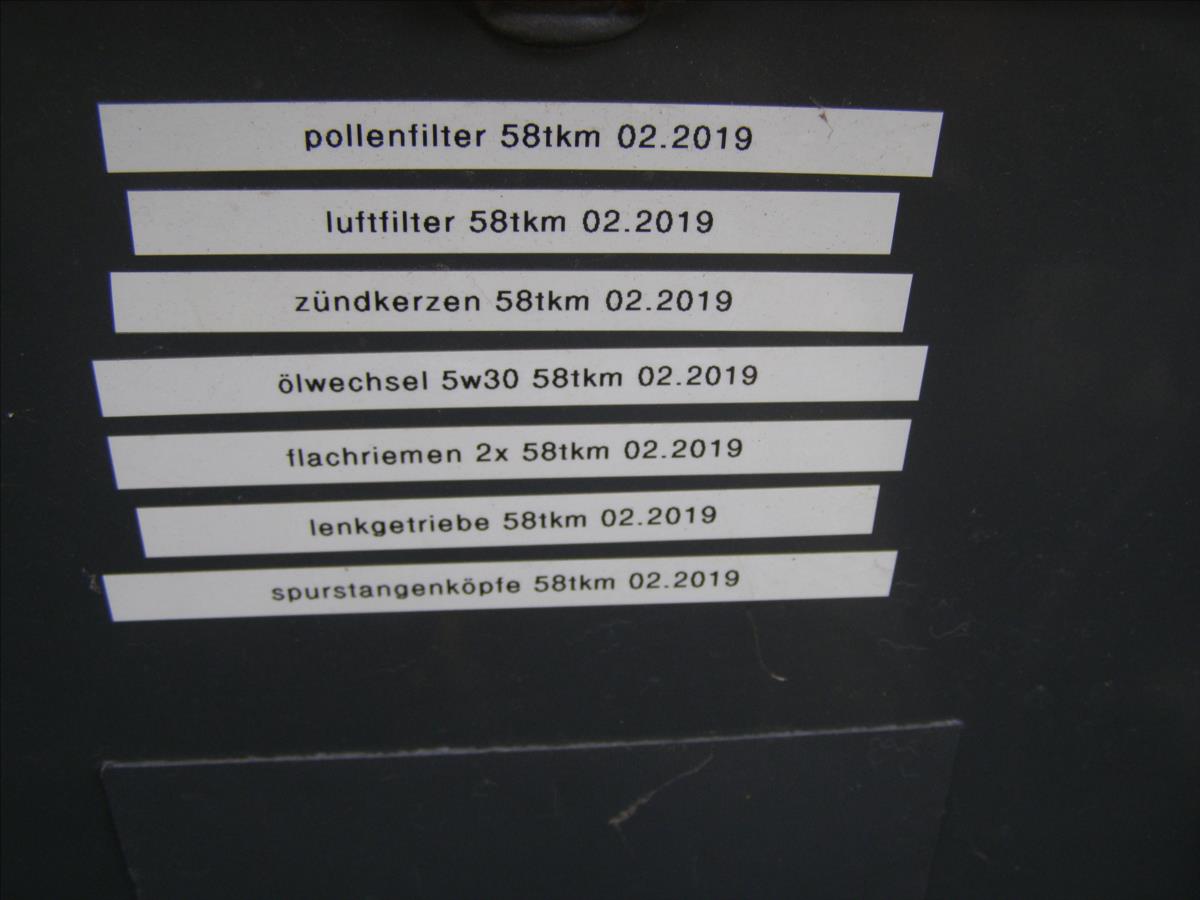 pollenfilter 58tkm 02.2019
luftfilter 58tkm 02.2019
zündkerzen 58tkm 02.2019
ölwechsel 5w30 58tkm 02.2019
flachriemen 2x 58tkm 02.2019
lenkgetriebe 58tkm 02.2019
spurstangenköpfe 58tkm 02.2019